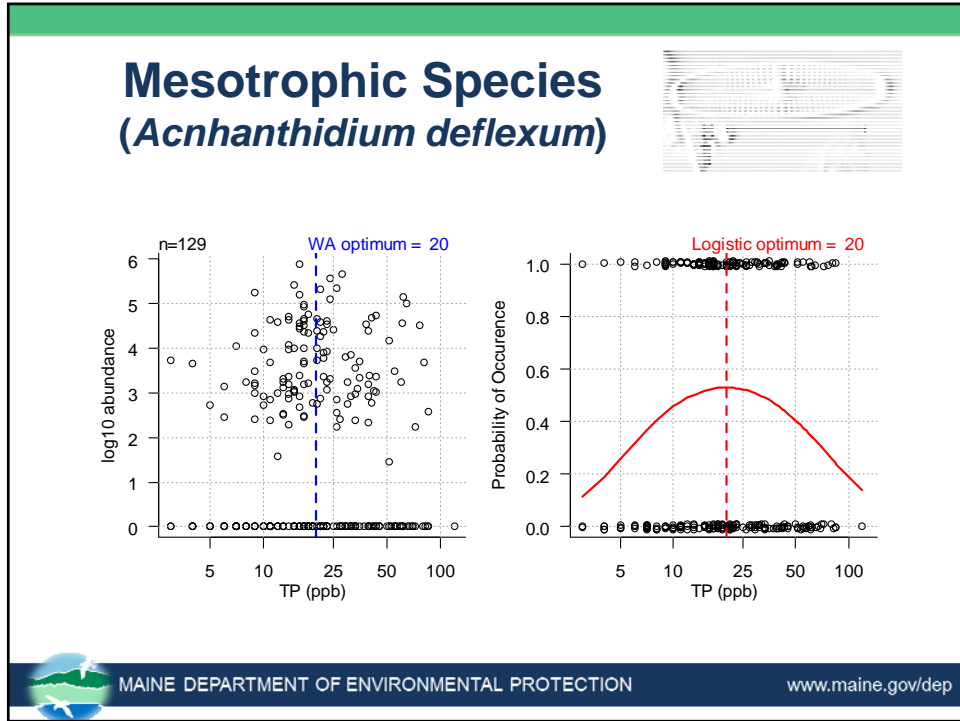 Mesotrophic Species
(Acnhanthidium deflexum)
n=129
WA optimum = 20
6
5
4
3
2
1
0
log10 abundance
5 10 25 50 100
TP (ppb)
Logistic optimum = 20
1.0
0.8
0.6
0.4
0.2
0.0
Probability of Occurence
5 10 25 50 100
TP (ppb)
MAINE DEPARTMENT OF ENVIRONMENTAL PROTECTION
www.maine.gov/dep